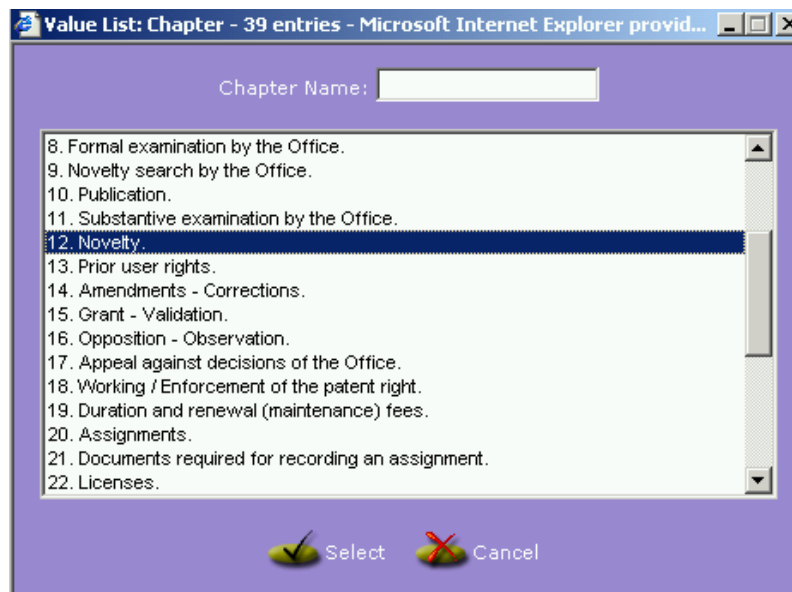 Value List: Chapter - 39 entries - Microsoft Internet Explorer provid...
Chapter Name:
8. Formal examination by the Office.
9. Novelty search by the Office.
10. Publication.
11. Substantive examination by the Office.
12. Novelty.
13. Prior user rights.
14. Amendments - Corrections.
15. Grant - Validation.
16. Opposition - Observation.
17. Appeal against decisions of the Office.
18. Working / Enforcement of the patent right.
19. Duration and renewal (maintenance) fees.
20. Assignments.
21. Documents required for recording an assignment.
22. Licenses.
Select Cancel